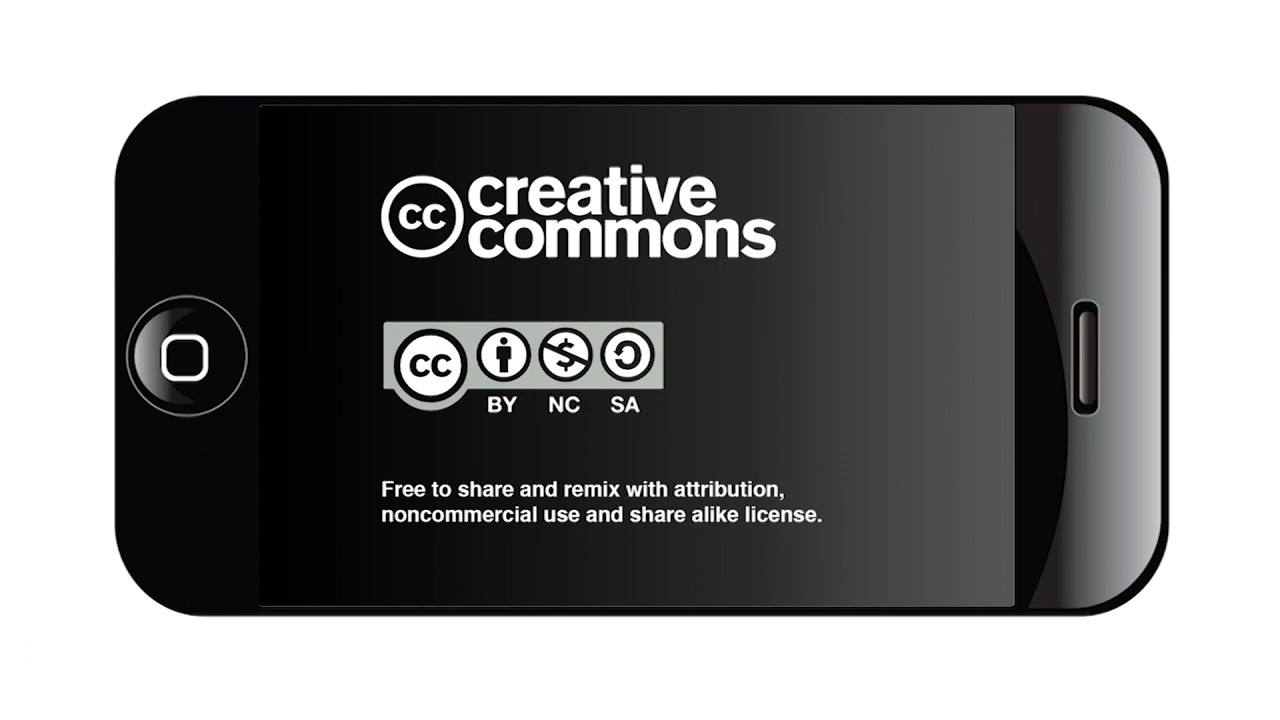 cc creative
commons
cc
BY NC SA
Free to share and remix with attribution,
noncommercial use and share alike license.